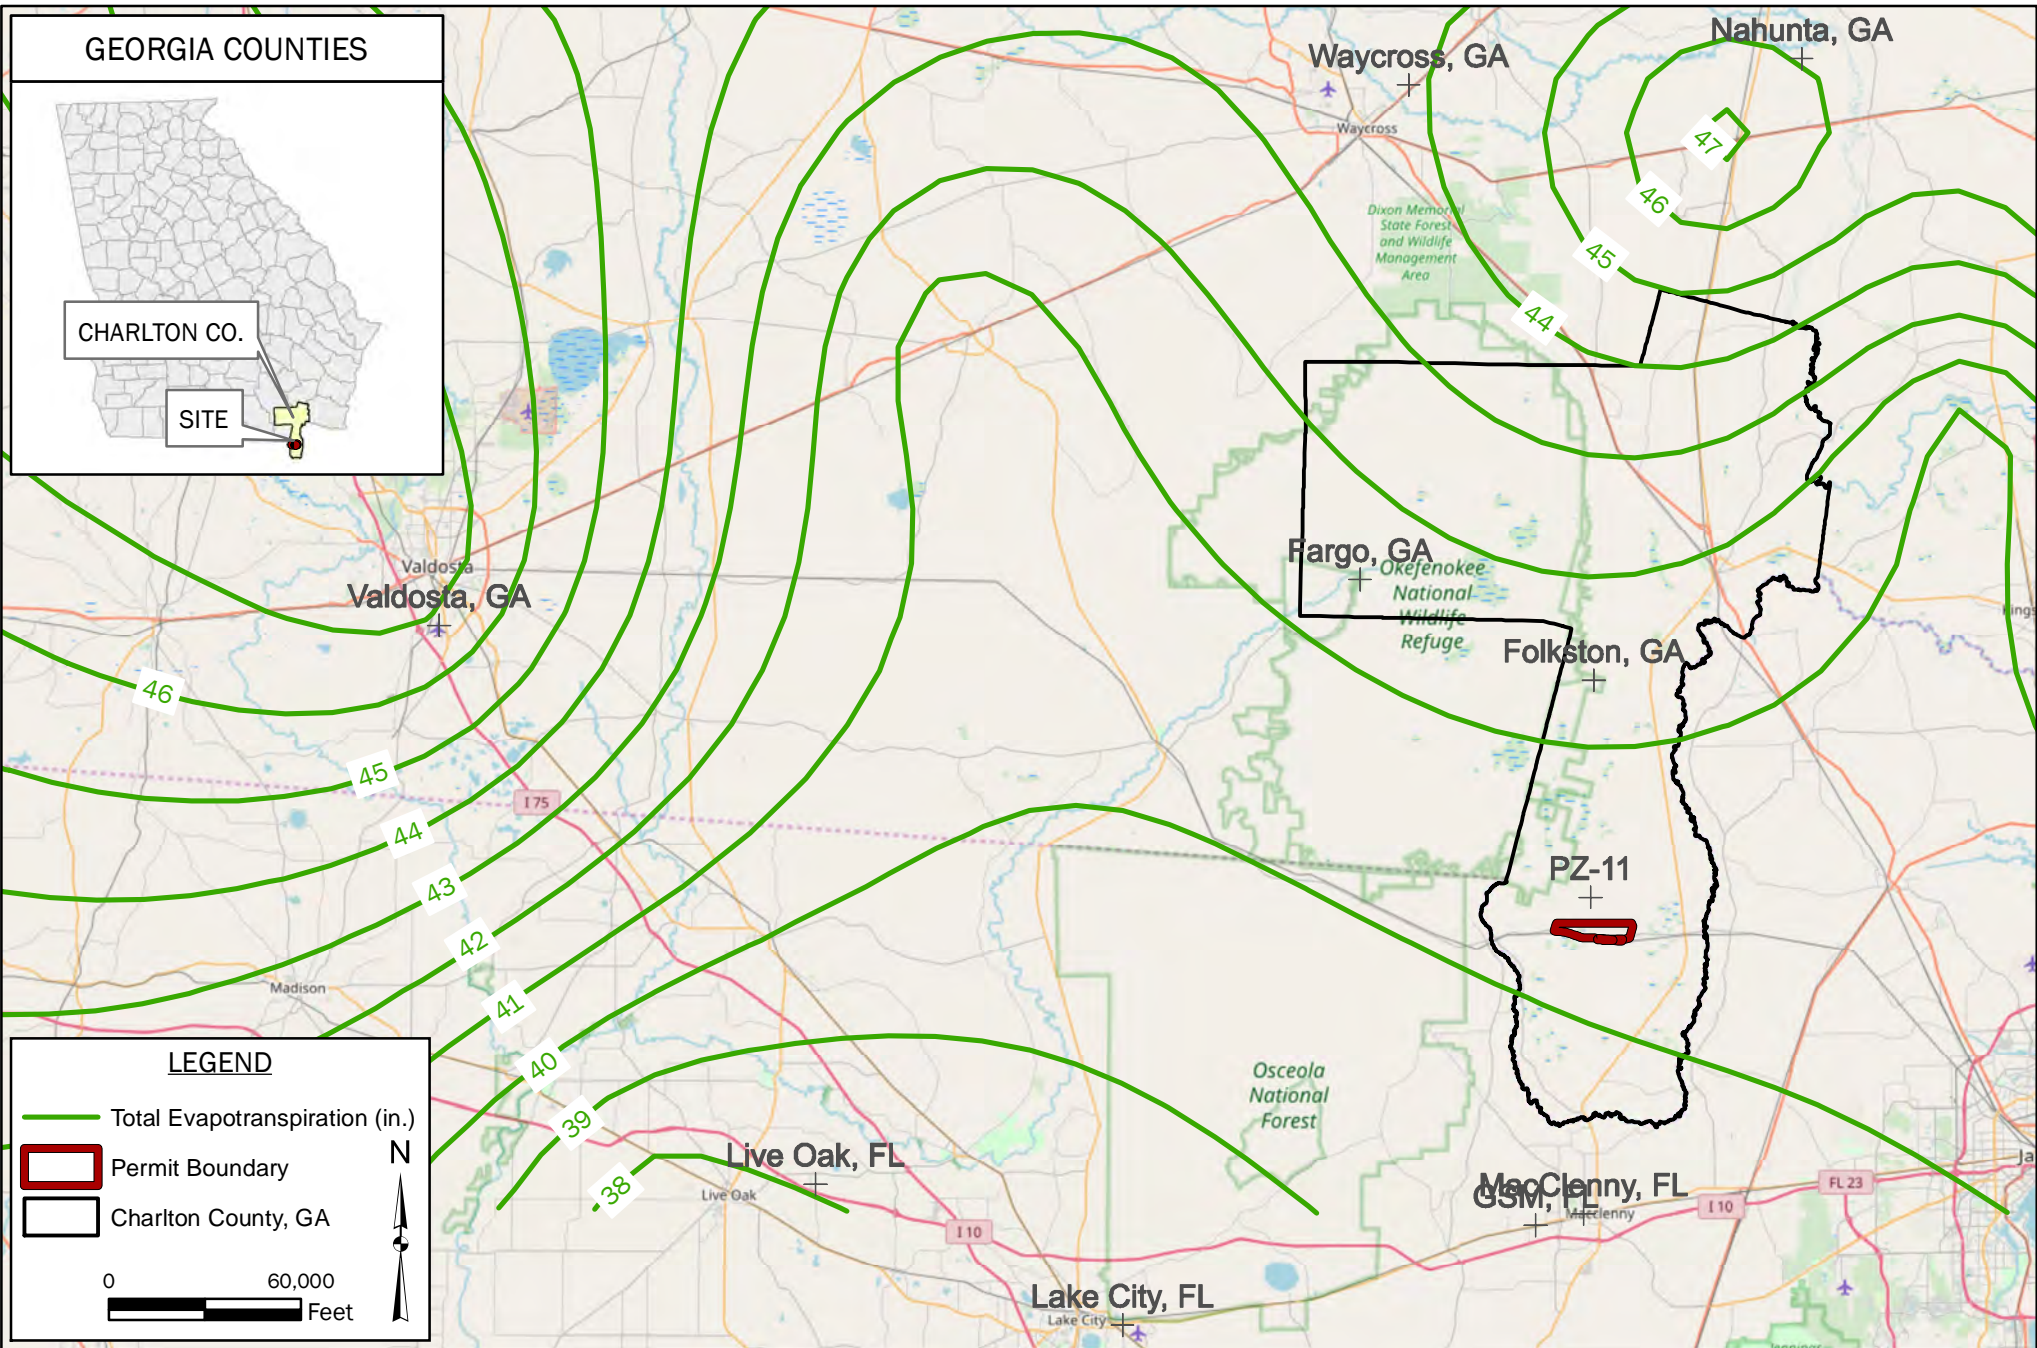 GEORGIA COUNTIES
CHARLTON CO.
SITE
Nahunta, GA
Waycross, GA
Waycross
47
46
45
44
Dixon Memorial
State Forest
and Wildlife
Management
Area
Fargo, GA
Okefenokee
National
Wildlife
Refuge
Folkston, GA
Valdosta
Valdosta, GA
46
45
I 75
44
43
42
41
40
39
38
PZ-11
Madison
Osceola
National
Forest
Live Oak, FL
Live Oak
MacClenny, FL
GSM, FL
Macclenny
FL 23
I 10
I 10
Lake City, FL
Lake City
LEGEND
Total Evapotranspiration (in.)
Permit Boundary
Charlton County, GA
N
0 60,000
Feet